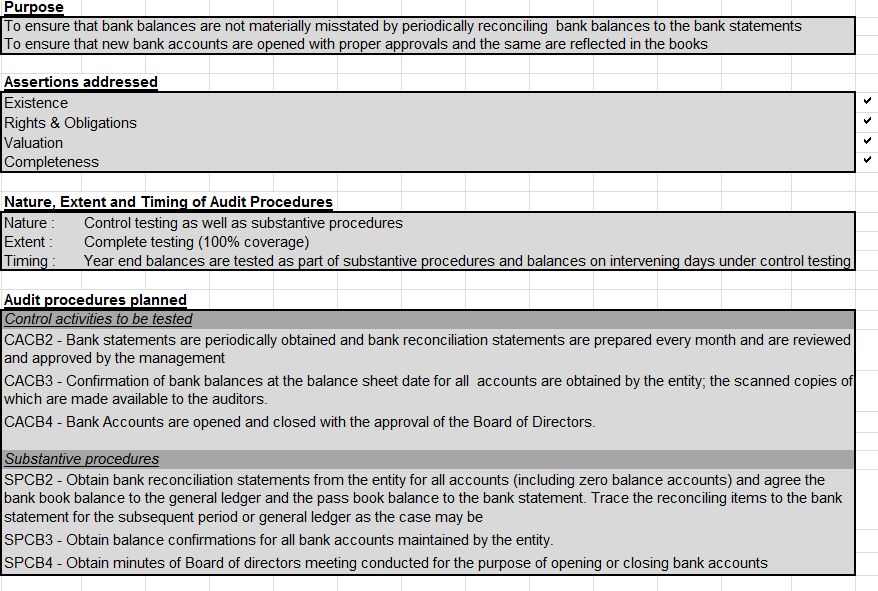 Purpose
To ensure that bank balances are not materially misstated by periodically reconciling bank balances to the bank statements
To ensure that new bank accounts are opened with proper approvals and the same are reflected in the books
Assertions addressed
Existence ✓
Rights & Obligations ✓
Valuation ✓
Completeness ✓
Nature, Extent and Timing of Audit Procedures
Nature : Control testing as well as substantive procedures
Extent : Complete testing (100% coverage)
Timing : Year end balances are tested as part of substantive procedures and balances on intervening days under control testing
Audit procedures planned
Control activities to be tested
CACB2 - Bank statements are periodically obtained and bank reconciliation statements are prepared every month and are reviewed
and approved by the management
CACB3 - Confirmation of bank balances at the balance sheet date for all accounts are obtained by the entity; the scanned copies of
which are made available to the auditors.
CACB4 - Bank Accounts are opened and closed with the approval of the Board of Directors.
Substantive procedures
SPCB2 - Obtain bank reconciliation statements from the entity for all accounts (including zero balance accounts) and agree the
bank book balance to the general ledger and the pass book balance to the bank statement. Trace the reconciling items to the bank
statement for the subsequent period or general ledger as the case may be
SPCB3 - Obtain balance confirmations for all bank accounts maintained by the entity.
SPCB4 - Obtain minutes of Board of directors meeting conducted for the purpose of opening or closing bank accounts